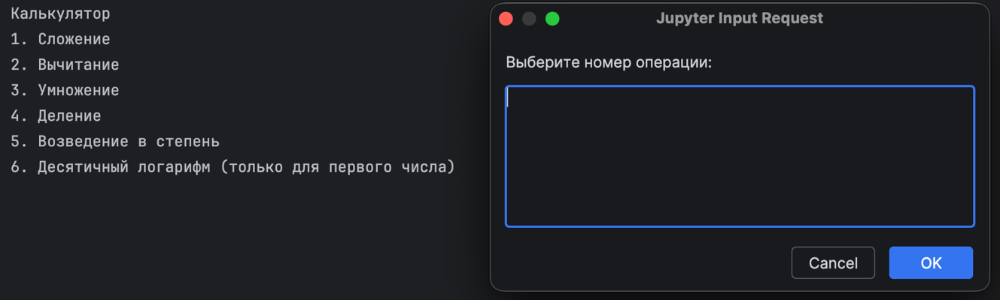 Калькулятор
1. Сложение
2. Вычитание
3. Умножение
4. Деление
5. Возведение в степень
6. Десятичный логарифм (только для первого числа)
Jupyter Input Request
Выберите номер операции:
Cancel
OK